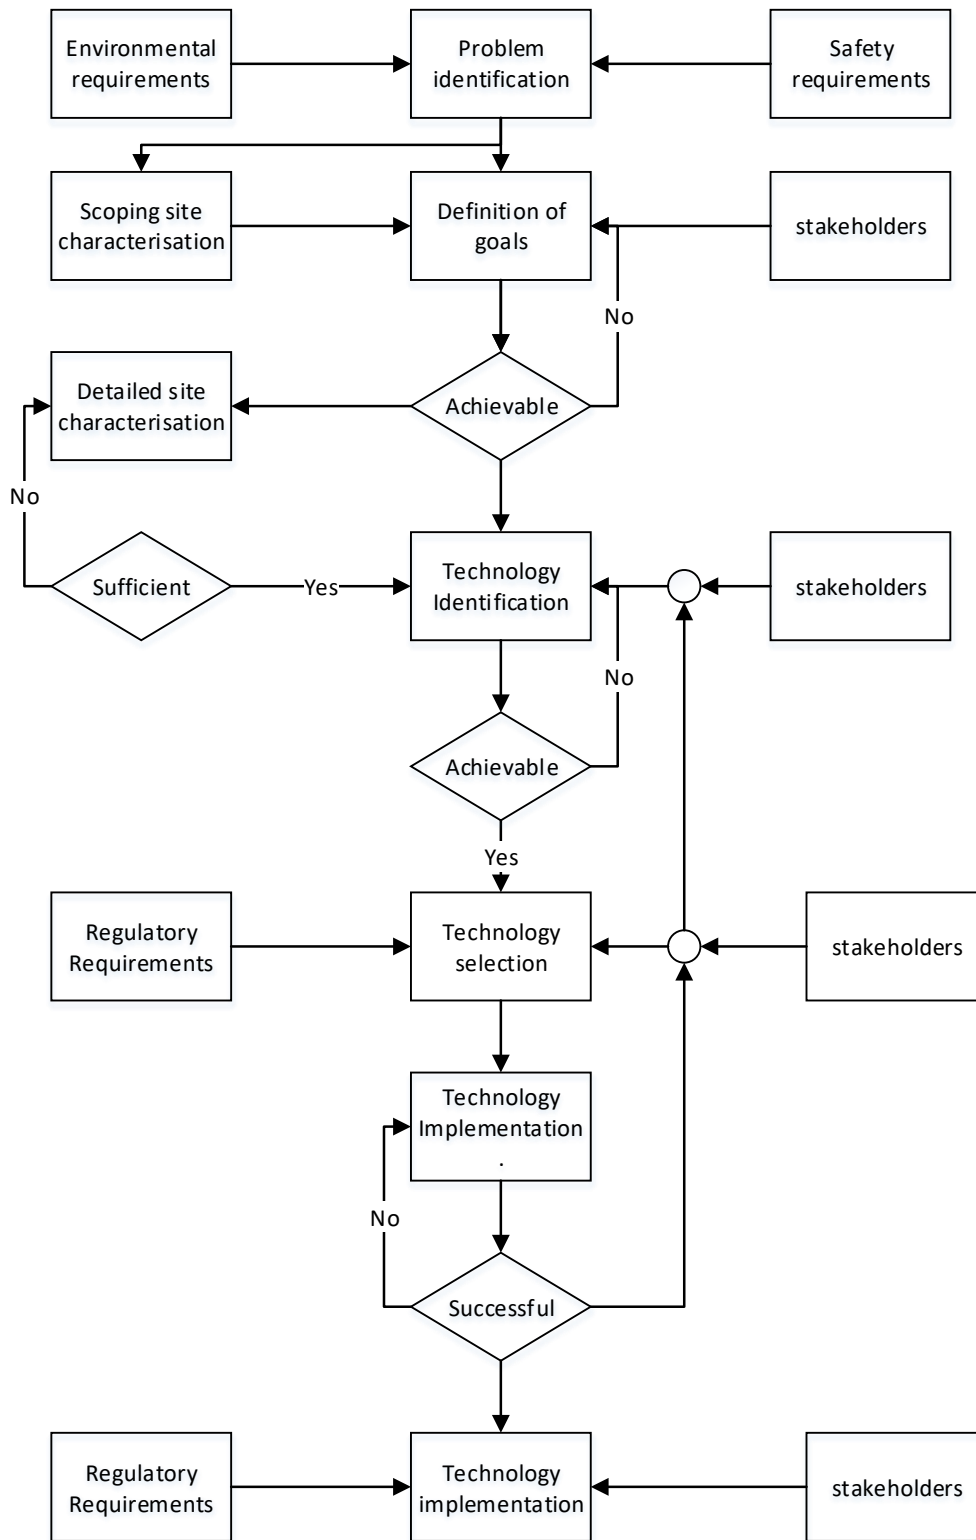 Environmental
requirements
Problem
identification
Safety
requirements
Scoping site
characterisation
Definition of
goals
stakeholders
No
Detailed site
characterisation
Achievable
No
Sufficient
Yes
Technology
Identification
stakeholders
No
Achievable
Yes
Regulatory
Requirements
Technology
selection
stakeholders
Technology
Implementation
.
No
Successful
Regulatory
Requirements
Technology
implementation
stakeholders